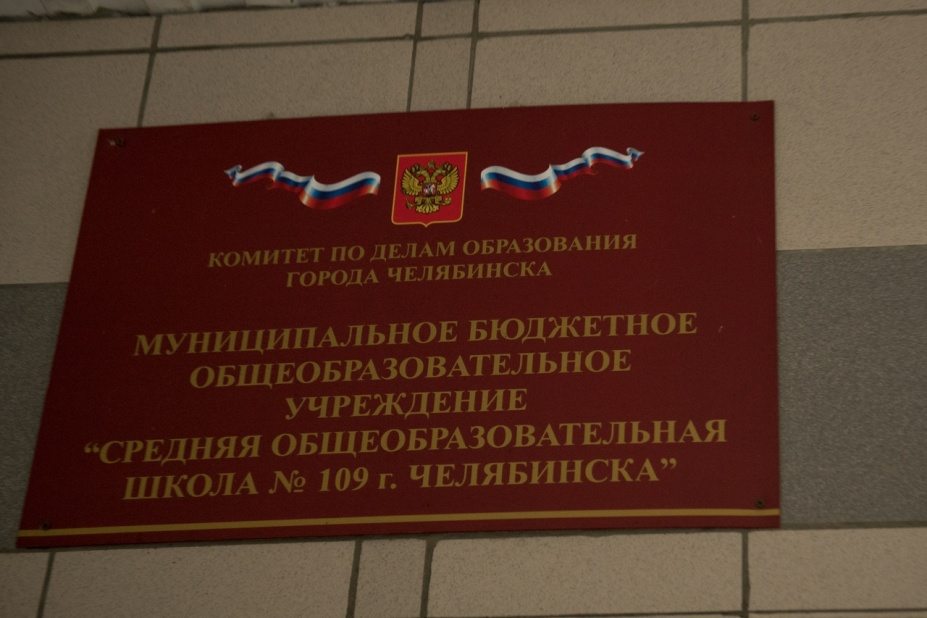 КОМИТЕТ ПО ДЕЛАМ ОБРАЗОВАНИЯ
ГОРОДА ЧЕЛЯБИНСКА
МУНИЦИПАЛЬНОЕ БЮДЖЕТНОЕ
ОБЩЕОБРАЗОВАТЕЛЬНОЕ
УЧРЕЖДЕНИЕ
“СРЕДНЯЯ ОБЩЕОБРАЗОВАТЕЛЬНАЯ
ШКОЛА № 109 г. ЧЕЛЯБИНСКА”